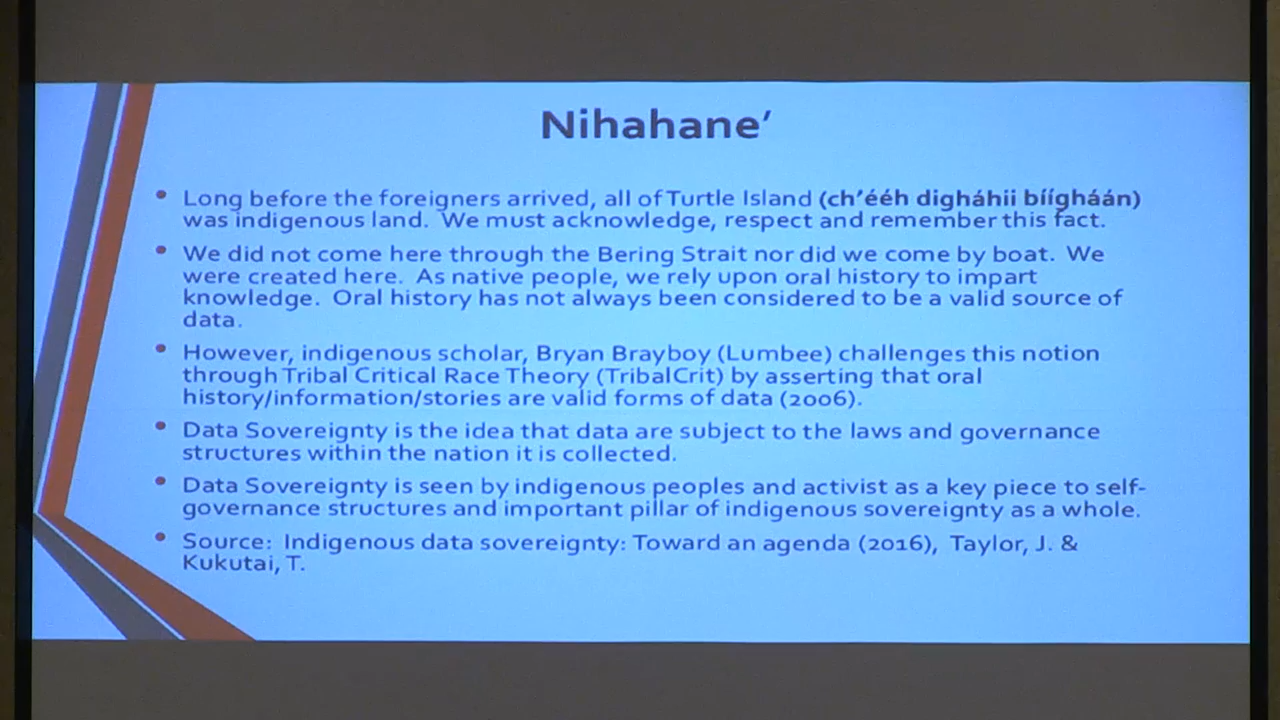 Nihahane’
• Long before the foreigners arrived, all of Turtle Island (ch’ééh digháhii bíígháán)
was indigenous land. We must acknowledge, respect and remember this fact.
• We did not come here through the Bering Strait nor did we come by boat. We
were created here. As native people, we rely upon oral history to impart
knowledge. Oral history has not always been considered to be a valid source of
data.
• However, indigenous scholar, Bryan Brayboy (Lumbee) challenges this notion
through Tribal Critical Race Theory (TribalCrit) by asserting that oral
history/information/stories are valid forms of data (2006).
• Data Sovereignty is the idea that data are subject to the laws and governance
structures within the nation it is collected.
• Data Sovereignty is seen by indigenous peoples and activist as a key piece to self-
governance structures and important pillar of indigenous sovereignty as a whole.
• Source: Indigenous data sovereignty: Toward an agenda (2016), Taylor, J. &
Kukutai, T.